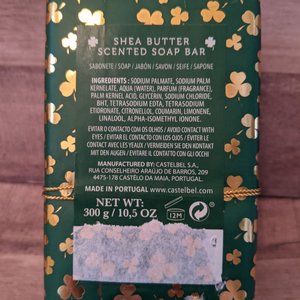 SHEA BUTTER
SCENTED SOAP BAR
SABONETE / SOAP / JABÓN / SAVON / SEIFE / SAPONE
INGREDIENTS: SODIUM PALMATE, SODIUM PALM
KERNELATE, AQUA (WATER), PARFUM (FRAGRANCE),
PALM KERNEL ACID, GLYCERIN, SODIUM CHLORIDE,
BHT, TETRASODIUM EDTA, TETRASODIUM
ETIDRONATE, CITRONELLOL, COUMARIN, LIMONENE,
LINALOOL, ALPHA-ISOMETHYL IONONE.
EVITAR O CONTACTO COM OS OLHOS / AVOID CONTACT
WITH EYES / EVITAR EL CONTACTO CON LOS OJOS / EVITER LE
CONTACT AVEC LES YEAUX / VERMEIDEN SIE DEN KONTAKT
MIT DEN AUGEN / EVITARE IL CONTATTO CON GLI OCCHI
MANUFACTURED BY: CASTELBEL S.A.
RUA CONSELHEIRO ARAÚJO DE BARROS, 209
4475-178 CASTÊLO DA MAIA, PORTUGAL.
MADE IN PORTUGAL www.castelbel.com
NET WT:
300 g / 10,5 OZ
12M